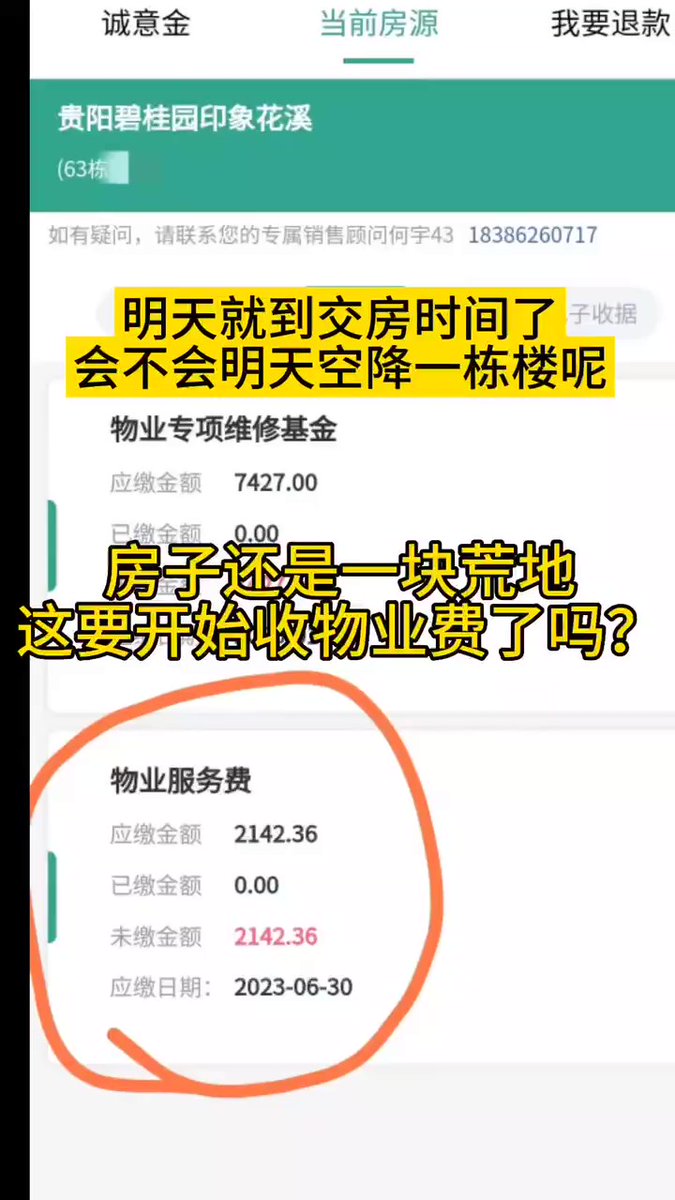 诚意金 当前房源 我要退款
贵阳碧桂园印象花溪
(63栋
如有疑问，请联系您的专属销售顾问何宇43 18386260717
子收据
明天就到交房时间了
会不会明天空降一栋楼呢
物业专项维修基金
应缴金额 7427.00
已缴金额 0.00
房子还是一块荒地
这要开始收物业费了吗？
物业服务费
应缴金额 2142.36
已缴金额 0.00
未缴金额 2142.36
应缴日期： 2023-06-30